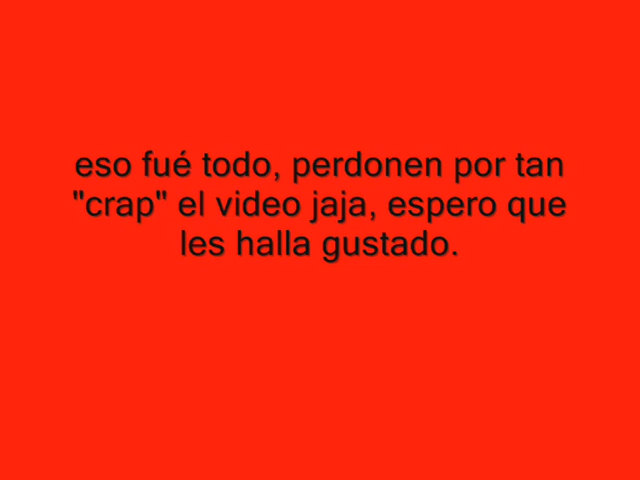 eso fué todo, perdonen por tan
"crap" el video jaja, espero que
les halla gustado.